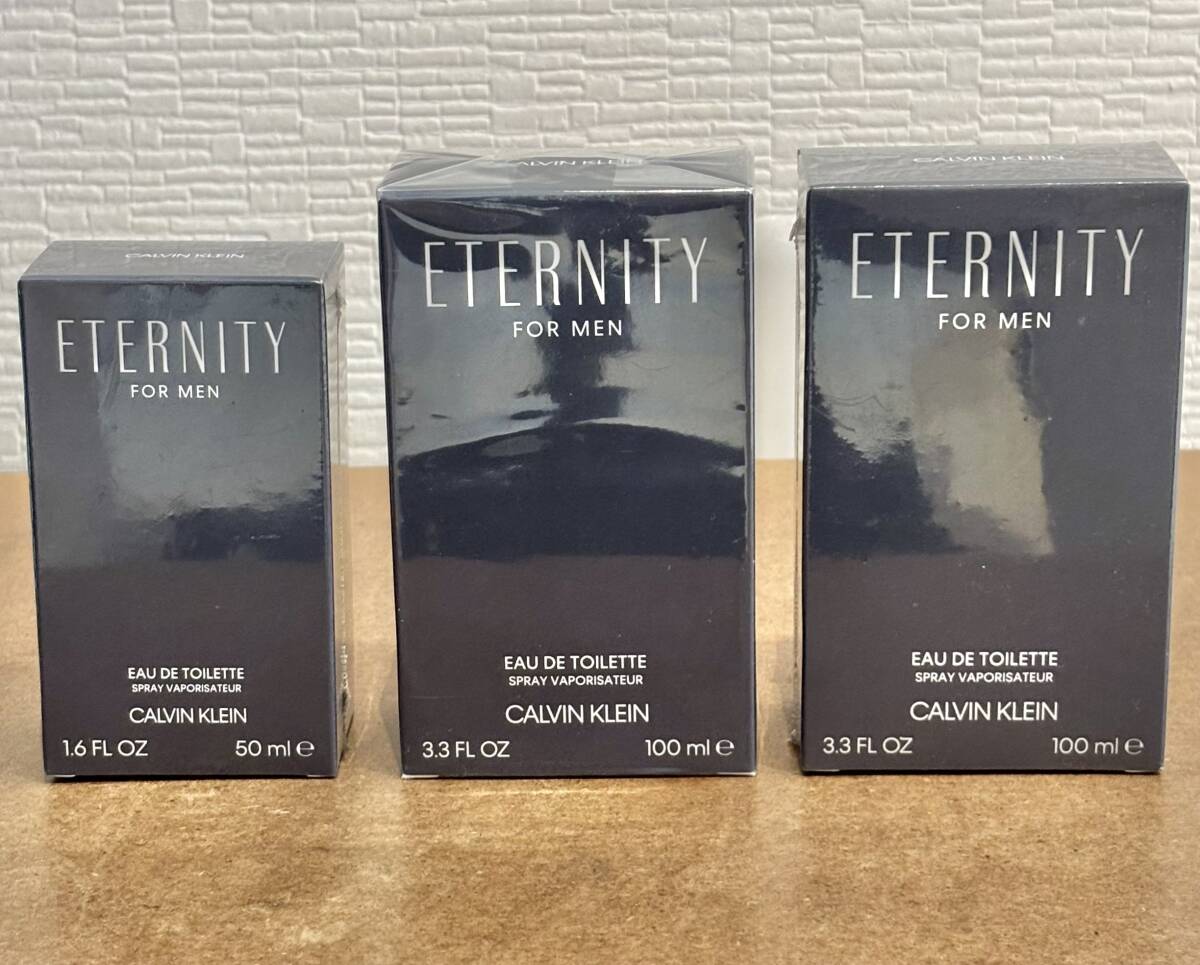 CALVIN KLEIN
ETERNITY
FOR MEN
EAU DE TOILETTE
SPRAY VAPORISATEUR
CALVIN KLEIN
1.6 FL OZ 50 ml ℮
CALVIN KLEIN
ETERNITY
FOR MEN
EAU DE TOILETTE
SPRAY VAPORISATEUR
CALVIN KLEIN
3.3 FL OZ 100 ml ℮
CALVIN KLEIN
ETERNITY
FOR MEN
EAU DE TOILETTE
SPRAY VAPORISATEUR
CALVIN KLEIN
3.3 FL OZ 100 ml ℮